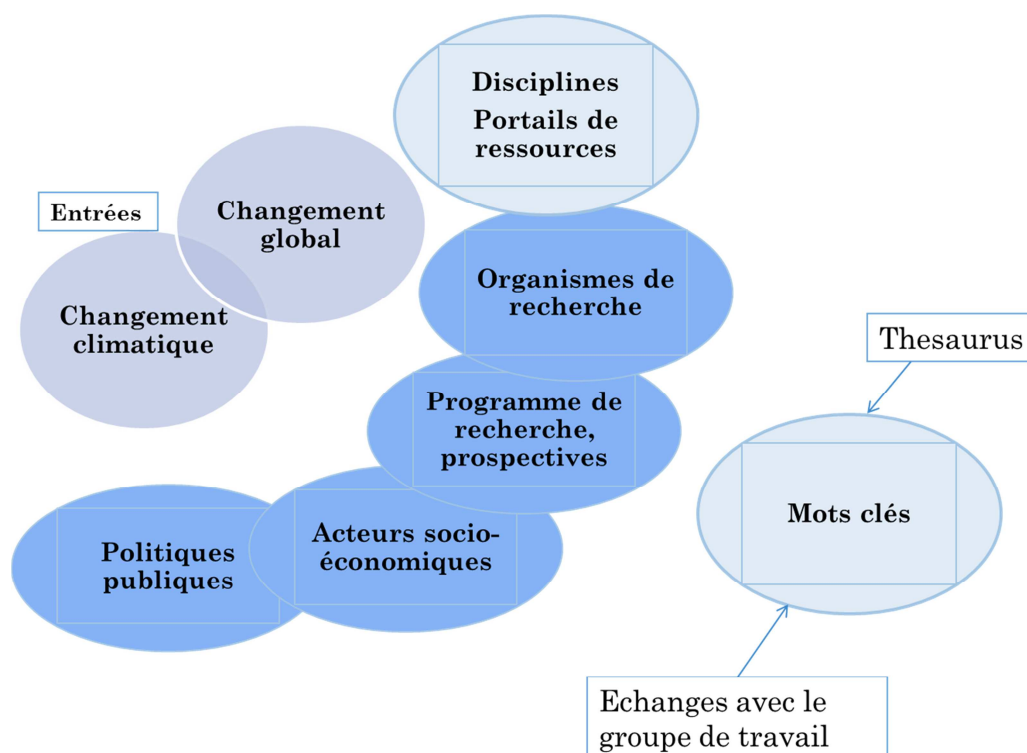 Disciplines
Portails de
ressources
Entrées
Changement
global
Changement
climatique
Organismes de
recherche
Thesaurus
Programme de
recherche,
prospectives
Mots clés
Politiques
publiques
Acteurs socio-
économiques
Echanges avec le
groupe de travail